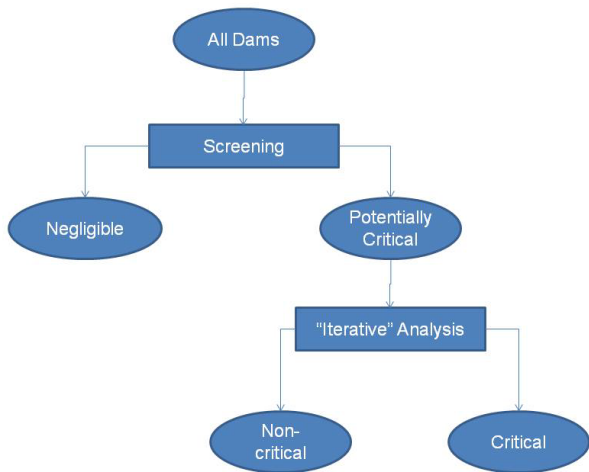 All Dams
Screening
Negligible
Potentially
Critical
“Iterative” Analysis
Non-
critical
Critical